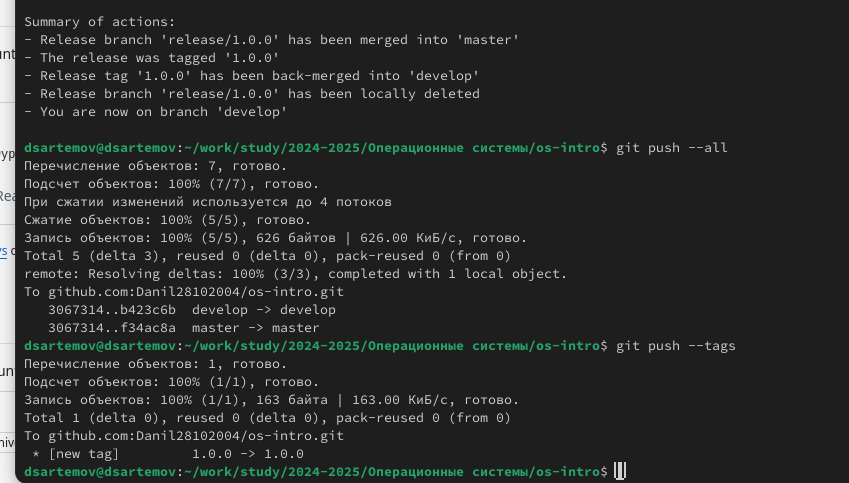 Summary of actions:
- Release branch 'release/1.0.0' has been merged into 'master'
- The release was tagged '1.0.0'
- Release tag '1.0.0' has been back-merged into 'develop'
- Release branch 'release/1.0.0' has been locally deleted
- You are now on branch 'develop'
dsartemov@dsartemov:~/work/study/2024-2025/Операционные системы/os-intro$ git push --all
Перечисление объектов: 7, готово.
Подсчет объектов: 100% (7/7), готово.
При сжатии изменений используется до 4 потоков
Сжатие объектов: 100% (5/5), готово.
Запись объектов: 100% (5/5), 626 байтов | 626.00 КиБ/с, готово.
Total 5 (delta 3), reused 0 (delta 0), pack-reused 0 (from 0)
remote: Resolving deltas: 100% (3/3), completed with 1 local object.
To github.com:Danil28102004/os-intro.git
   3067314..b423c6b  develop -> develop
   3067314..f34ac8a  master -> master
dsartemov@dsartemov:~/work/study/2024-2025/Операционные системы/os-intro$ git push --tags
Перечисление объектов: 1, готово.
Подсчет объектов: 100% (1/1), готово.
Запись объектов: 100% (1/1), 163 байта | 163.00 КиБ/с, готово.
Total 1 (delta 0), reused 0 (delta 0), pack-reused 0 (from 0)
To github.com:Danil28102004/os-intro.git
 * [new tag]         1.0.0 -> 1.0.0
dsartemov@dsartemov:~/work/study/2024-2025/Операционные системы/os-intro$